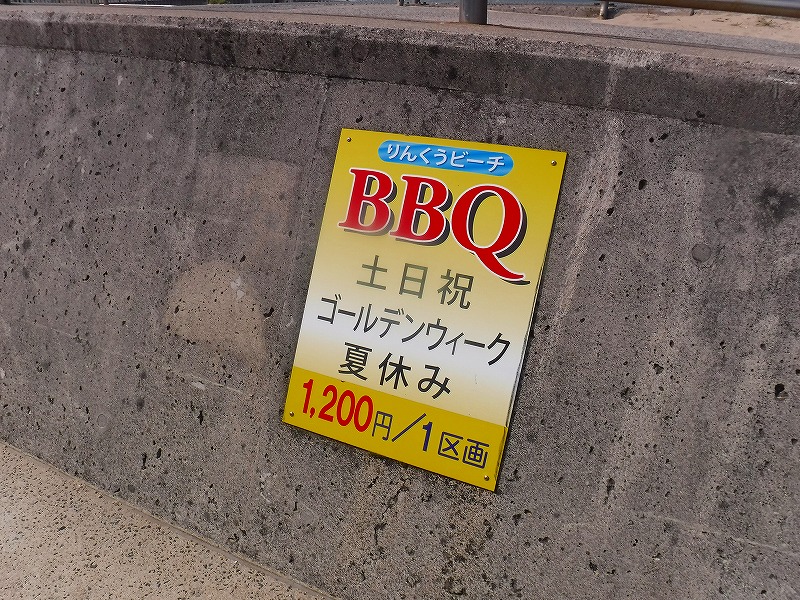 りんくうビーチ
BBQ
土日祝
ゴールデンウィーク
夏休み
1,200円/1区画